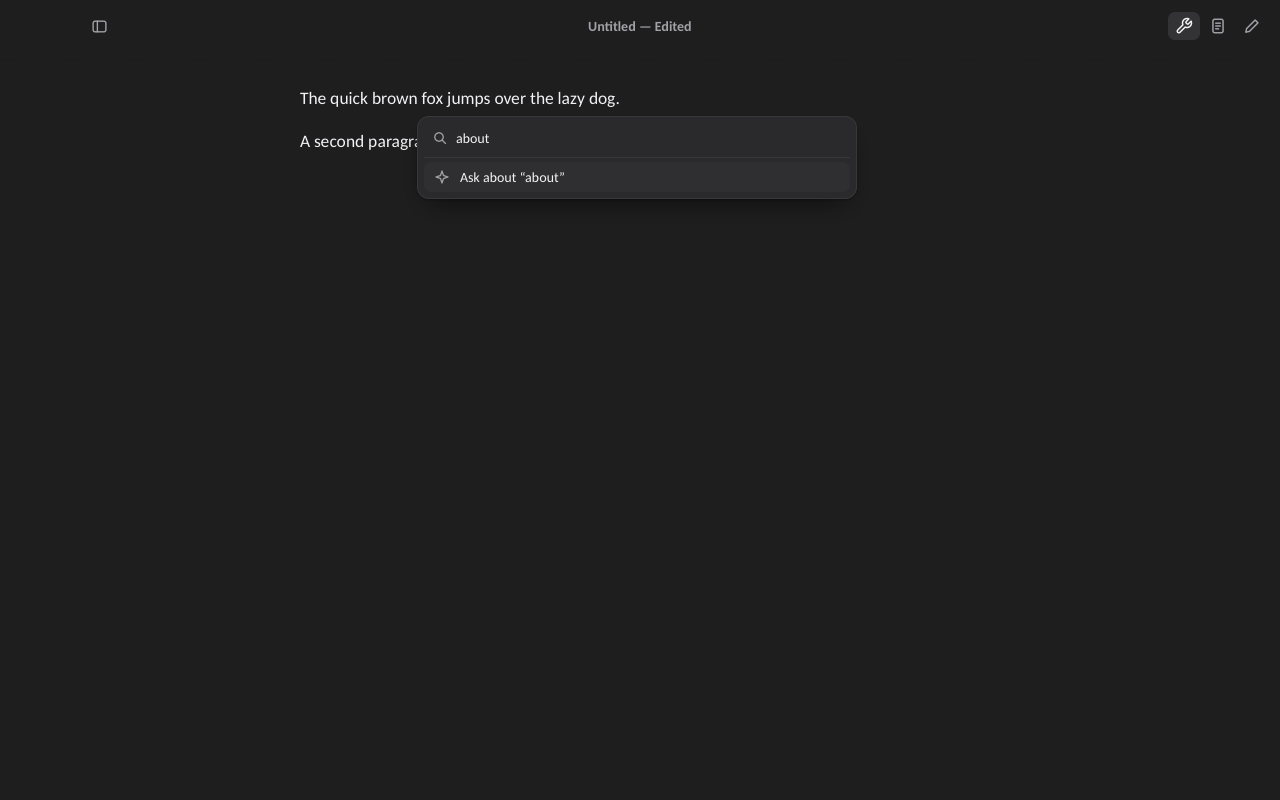 Untitled — Edited
The quick brown fox jumps over the lazy dog.
A second paragra
about
Ask about “about”